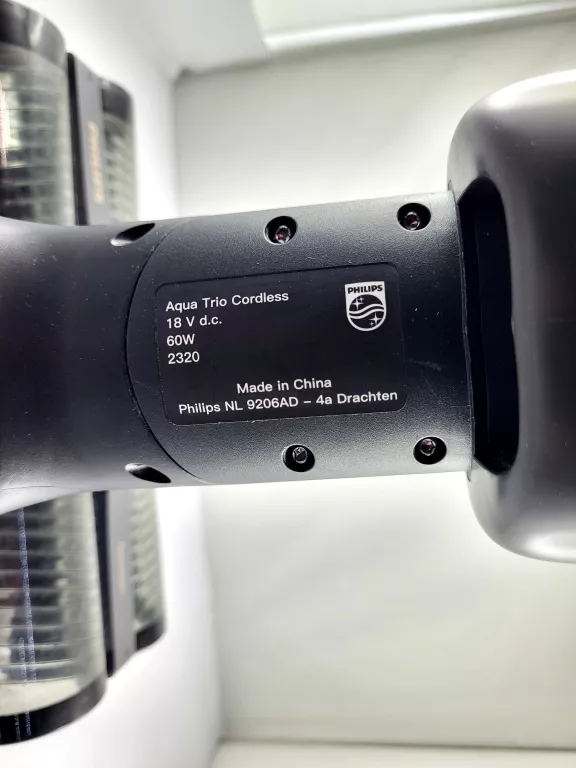 Aqua Trio Cordless
18 V d.c.
60W
2320
PHILIPS
Made in China
Philips NL 9206AD – 4a Drachten